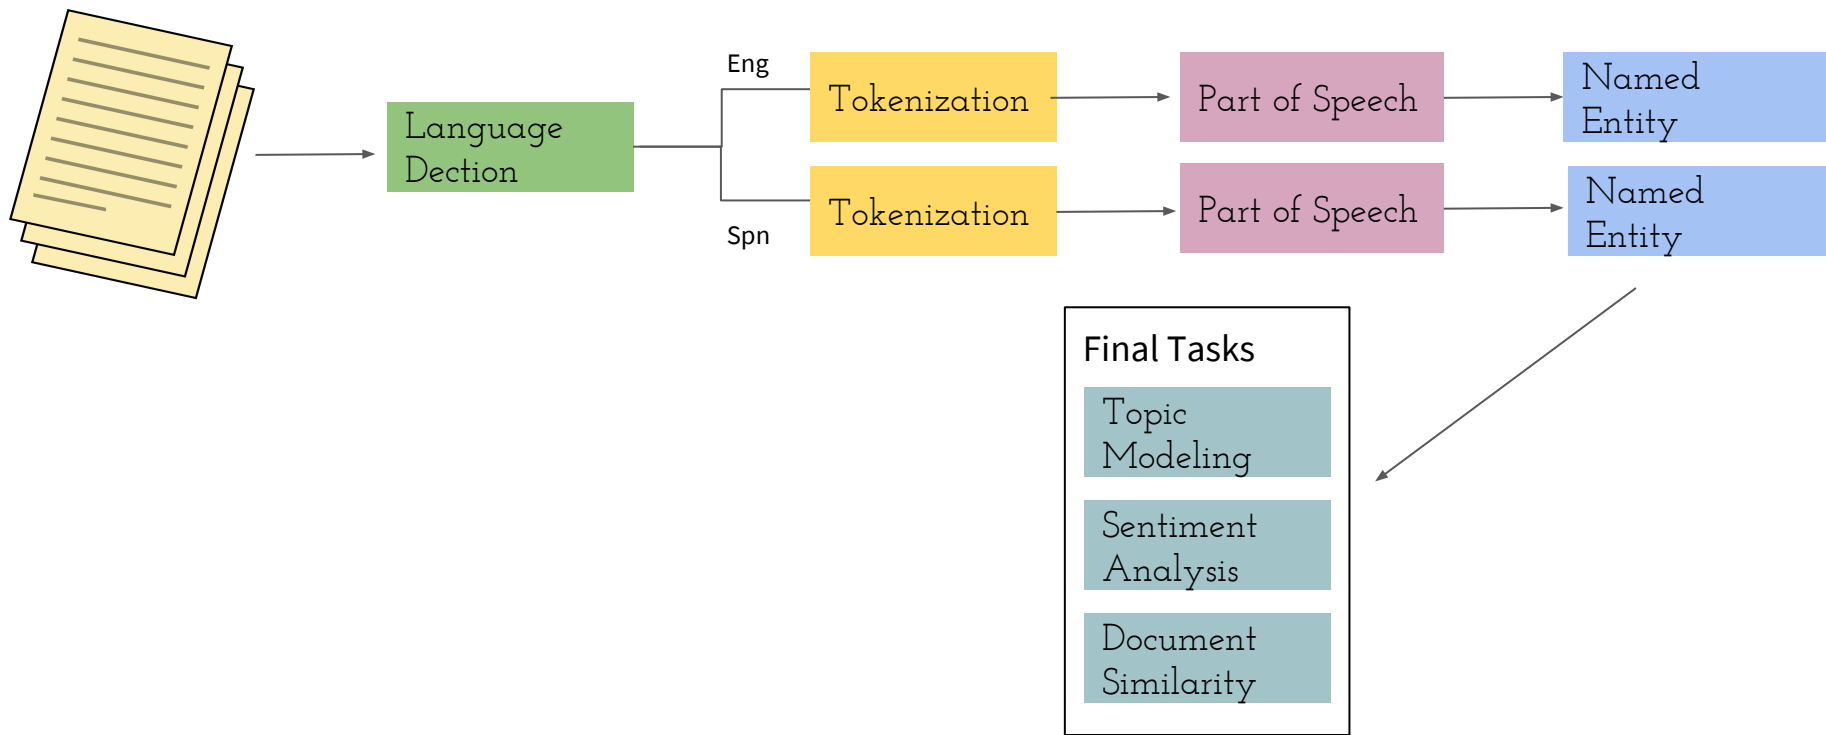 Eng
Tokenization
Part of Speech
Named
Entity
Language
Dection
Spn
Tokenization
Part of Speech
Named
Entity
Final Tasks
Topic
Modeling
Sentiment
Analysis
Document
Similarity